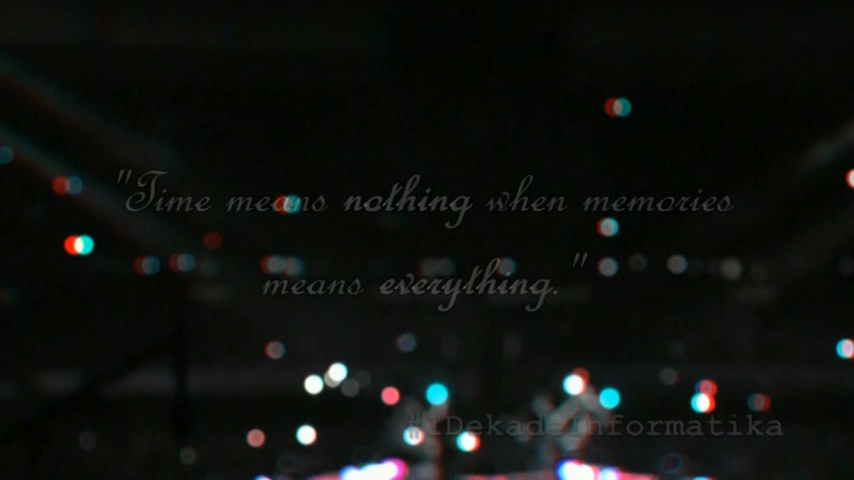 "Time means nothing when memories
means everything."
#1DekadeInformatika